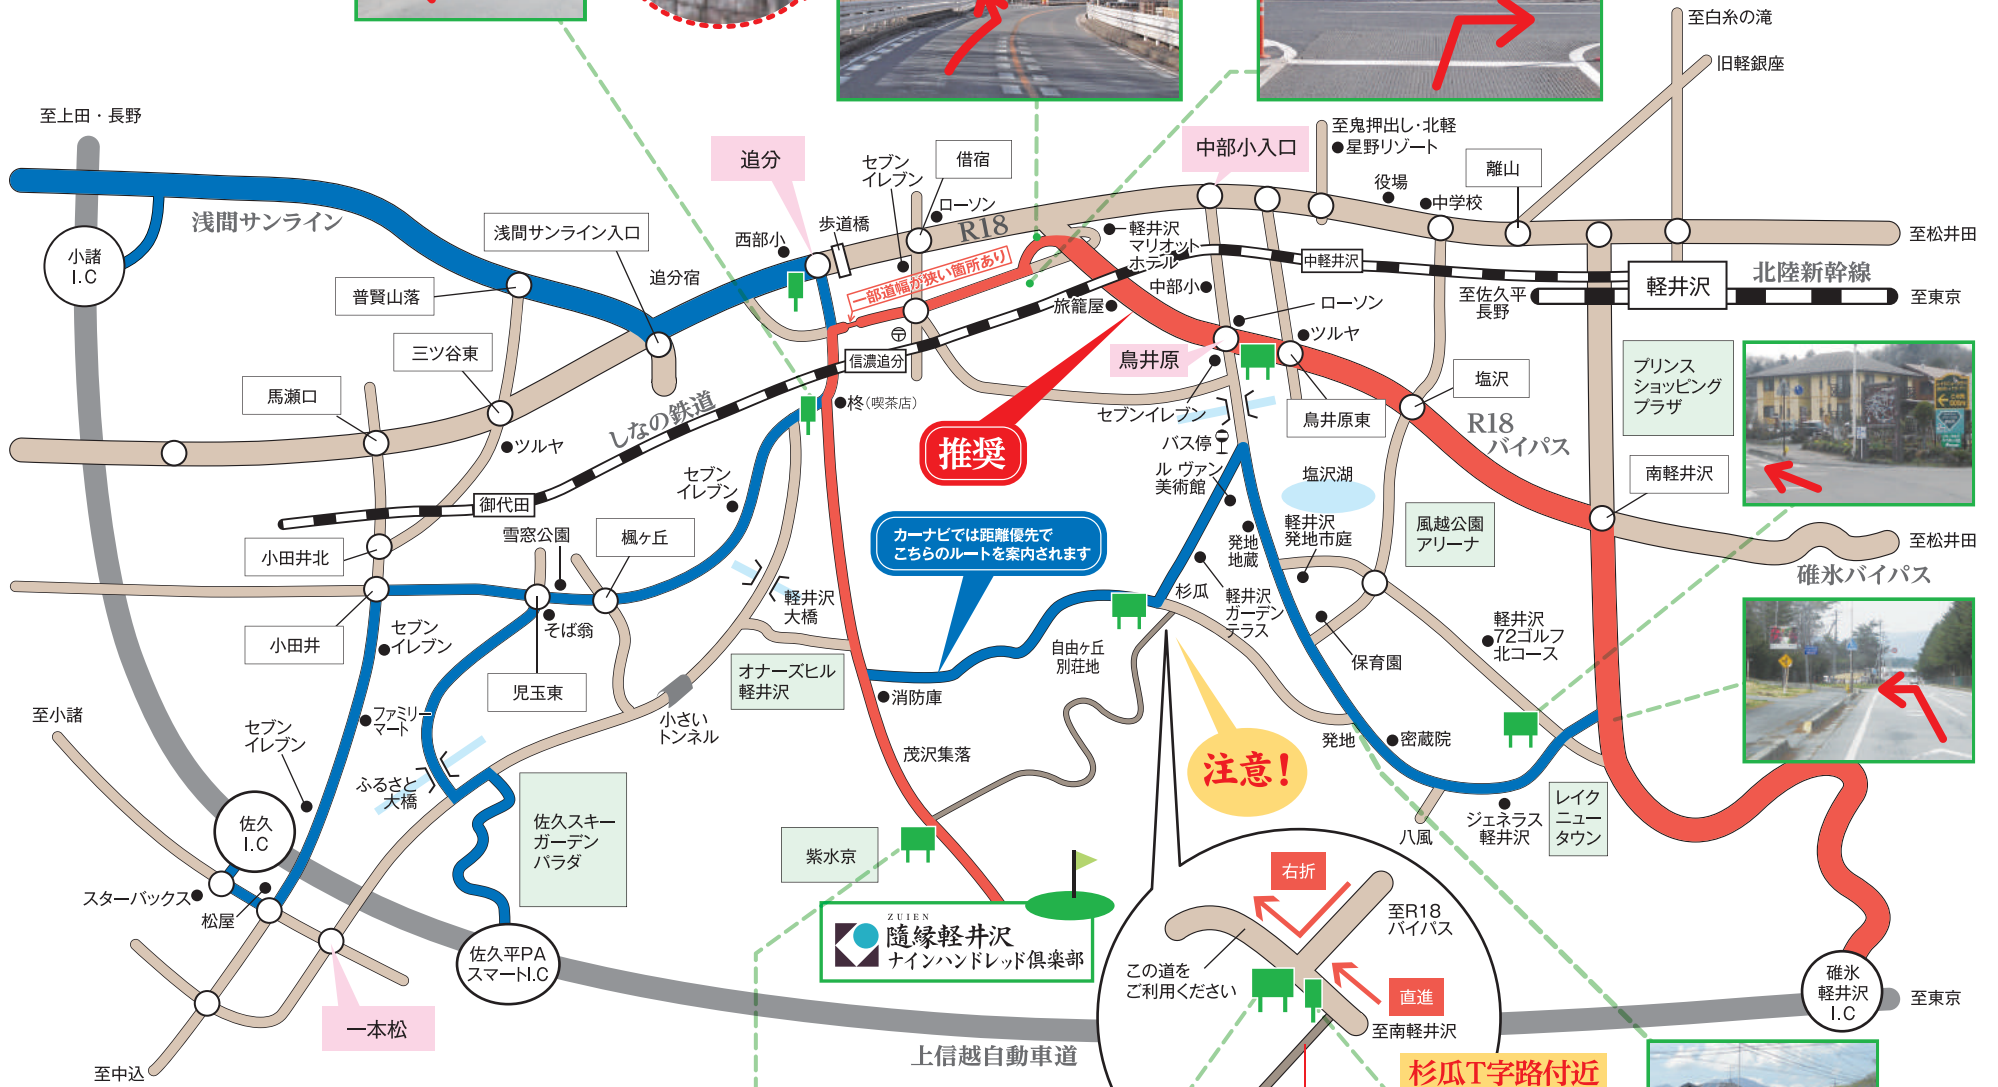 至白糸の滝
旧軽銀座
至上田・長野
至鬼押出し・北軽
星野リゾート
追分
セブン
イレブン
借宿
中部小入口
離山
役場
中学校
浅間サンライン
浅間サンライン入口
西部小
歩道橋
ローソン
R18
軽井沢
マリオット
ホテル
中軽井沢
至松井田
小諸
I.C
普賢山落
追分宿
一部道幅が狭い箇所あり
旅籠屋
中部小
ローソン
至佐久平
長野
軽井沢
北陸新幹線
至東京
三ツ谷東
信濃追分
鳥井原
ツルヤ
プリンス
ショッピング
プラザ
馬瀬口
しなの鉄道
柊(喫茶店)
セブンイレブン
鳥井原東
塩沢
R18
バイパス
ツルヤ
推奨
バス停
ル ヴァン
美術館
塩沢湖
南軽井沢
御代田
セブン
イレブン
雪窓公園
楓ヶ丘
カーナビでは距離優先で
こちらのルートを案内されます
発地
地蔵
軽井沢
発地市庭
風越公園
アリーナ
至松井田
碓氷バイパス
小田井北
小田井
セブン
イレブン
そば翁
軽井沢
大橋
杉瓜
軽井沢
ガーデン
テラス
保育園
軽井沢
72ゴルフ
北コース
児玉東
オナーズヒル
軽井沢
自由ヶ丘
別荘地
消防庫
至小諸
セブン
イレブン
ファミリー
マート
小さい
トンネル
茂沢集落
注意!
発地
密蔵院
ふるさと
大橋
佐久
I.C
佐久スキー
ガーデン
パラダ
紫水京
八風
ジェネラス
軽井沢
レイク
ニュー
タウン
スターバックス
松屋
佐久平PA
スマートI.C
ZUIEN
随縁軽井沢
ナインハンドレッド倶楽部
右折
至R18
バイパス
この道を
ご利用ください
直進
至南軽井沢
碓氷
軽井沢
I.C
至東京
一本松
至中込
上信越自動車道
杉瓜T字路付近